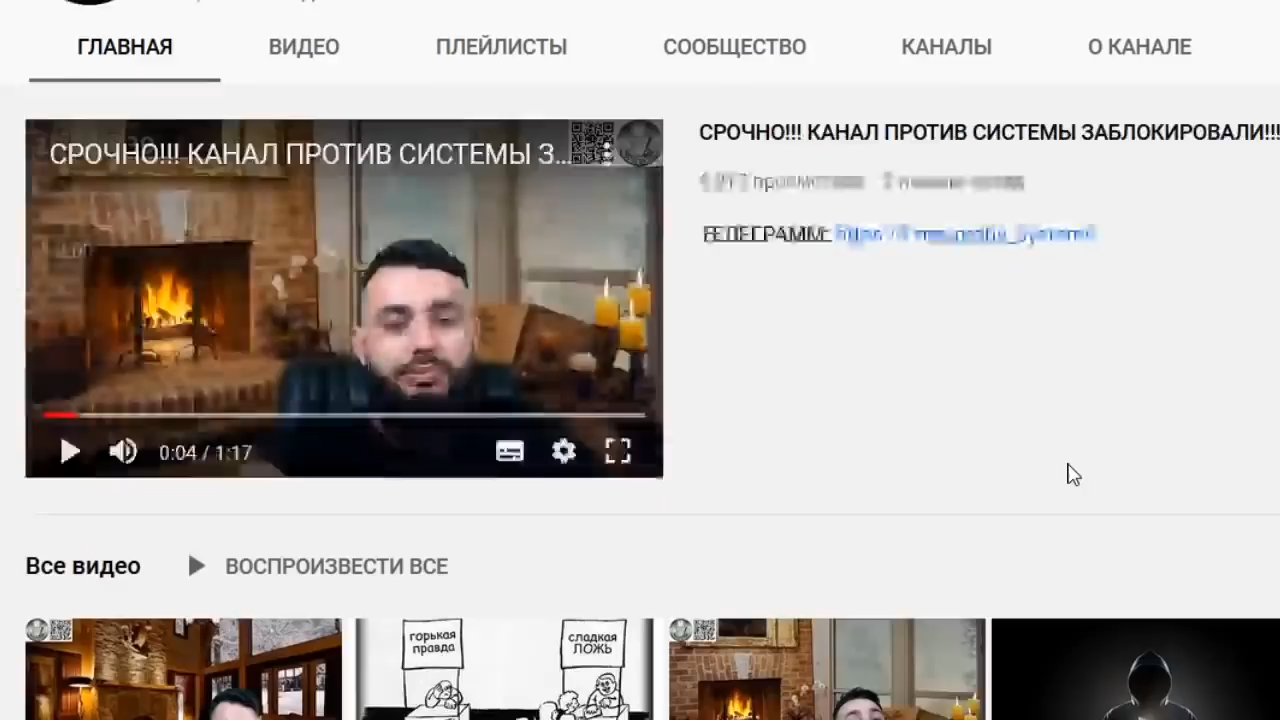 ГЛАВНАЯ ВИДЕО ПЛЕЙЛИСТЫ СООБЩЕСТВО КАНАЛЫ О КАНАЛЕ
СРОЧНО!!! КАНАЛ ПРОТИВ СИСТЕМЫ З...
СРОЧНО!!! КАНАЛ ПРОТИВ СИСТЕМЫ ЗАБЛОКИРОВАЛИ!!!
ТЕЛЕГРАММ:
0:04 / 1:17
Все видео ВОСПРОИЗВЕСТИ ВСЕ
горькая
правда
сладкая
ЛОЖЬ